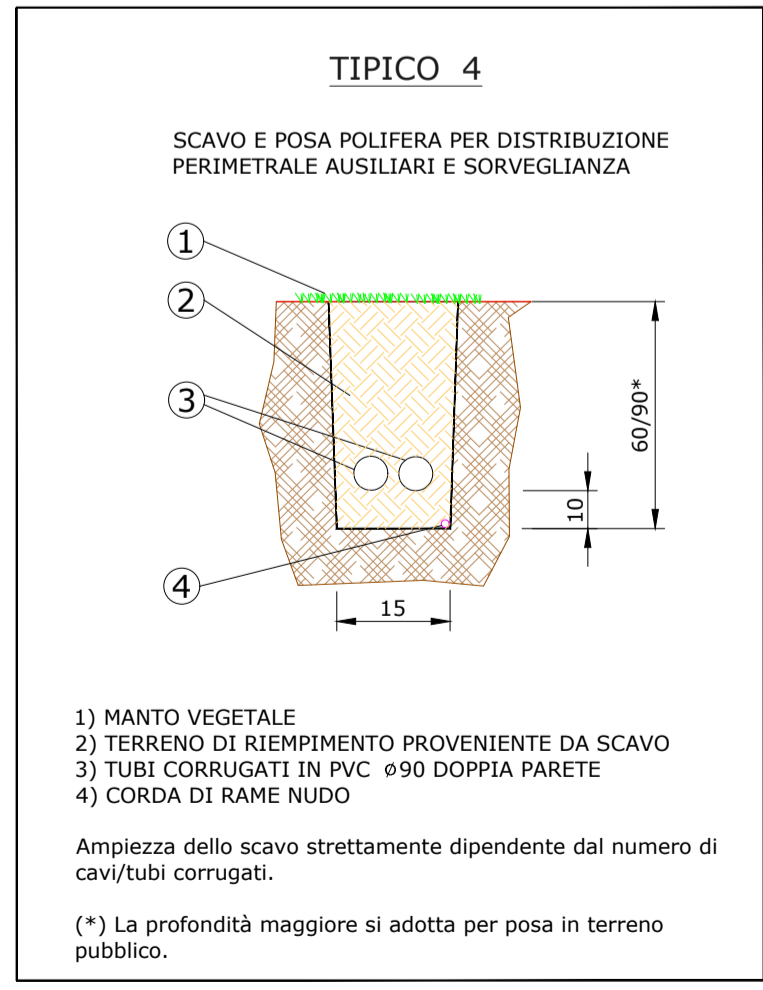 TIPICO 4
SCAVO E POSA POLIFERA PER DISTRIBUZIONE
PERIMETRALE AUSILIARI E SORVEGLIANZA
1
2
3
4
60/90*
10
15
1) MANTO VEGETALE
2) TERRENO DI RIEMPIMENTO PROVENIENTE DA SCAVO
3) TUBI CORRUGATI IN PVC ø90 DOPPIA PARETE
4) CORDA DI RAME NUDO
Ampiezza dello scavo strettamente dipendente dal numero di
cavi/tubi corrugati.
(*) La profondità maggiore si adotta per posa in terreno
pubblico.